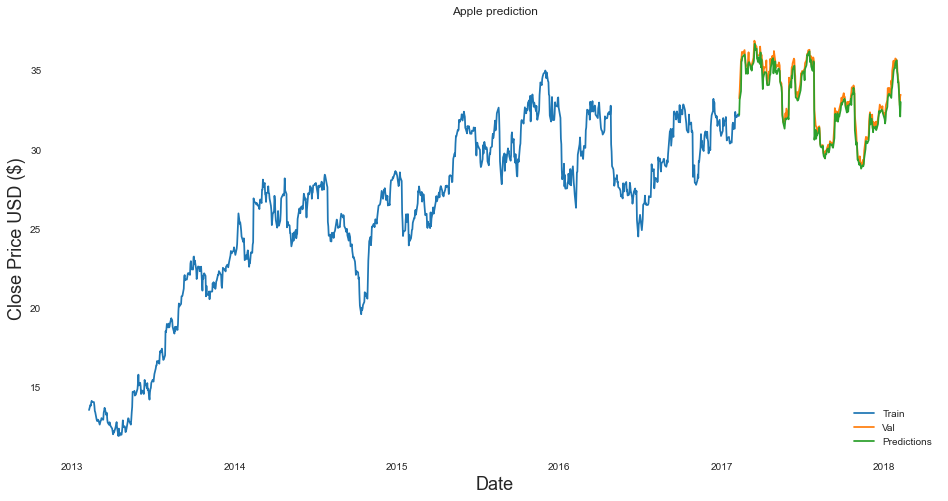 Apple prediction
Close Price USD ($)
35
30
25
20
15
Train
Val
Predictions
2013 2014 2015 2016 2017 2018
Date